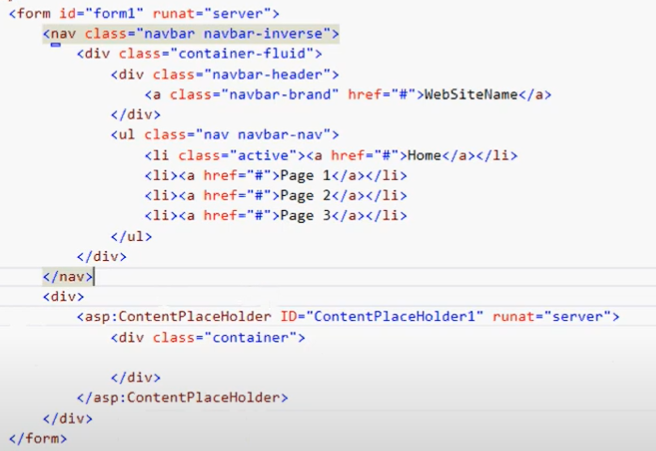 <form id="form1" runat="server">
<nav class="navbar navbar-inverse">
<div class="container-fluid">
<div class="navbar-header">
<a class="navbar-brand" href="#">WebSiteName</a>
</div>
<ul class="nav navbar-nav">
<li class="active"><a href="#">Home</a></li>
<li><a href="#">Page 1</a></li>
<li><a href="#">Page 2</a></li>
<li><a href="#">Page 3</a></li>
</ul>
</div>
</nav>
<div>
<asp:ContentPlaceHolder ID="ContentPlaceHolder1" runat="server">
<div class="container">
</div>
</asp:ContentPlaceHolder>
</div>
</form>